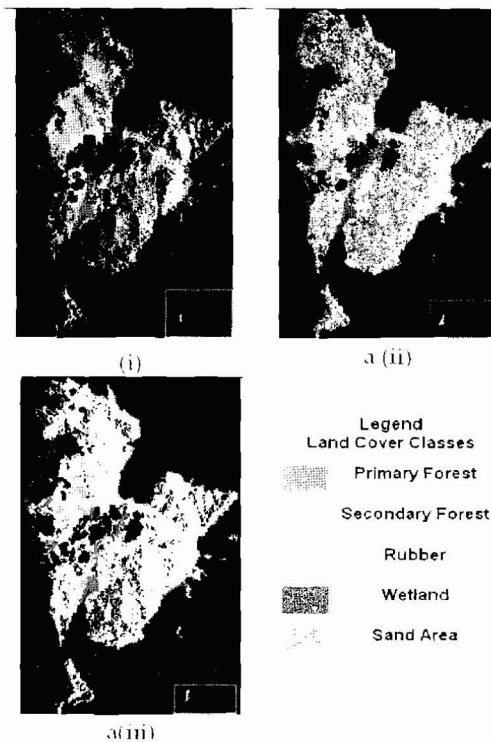 (i)
a (ii)
a(iii)
Legend
Land Cover Classes
Primary Forest
Secondary Forest
Rubber
Wetland
Sand Area